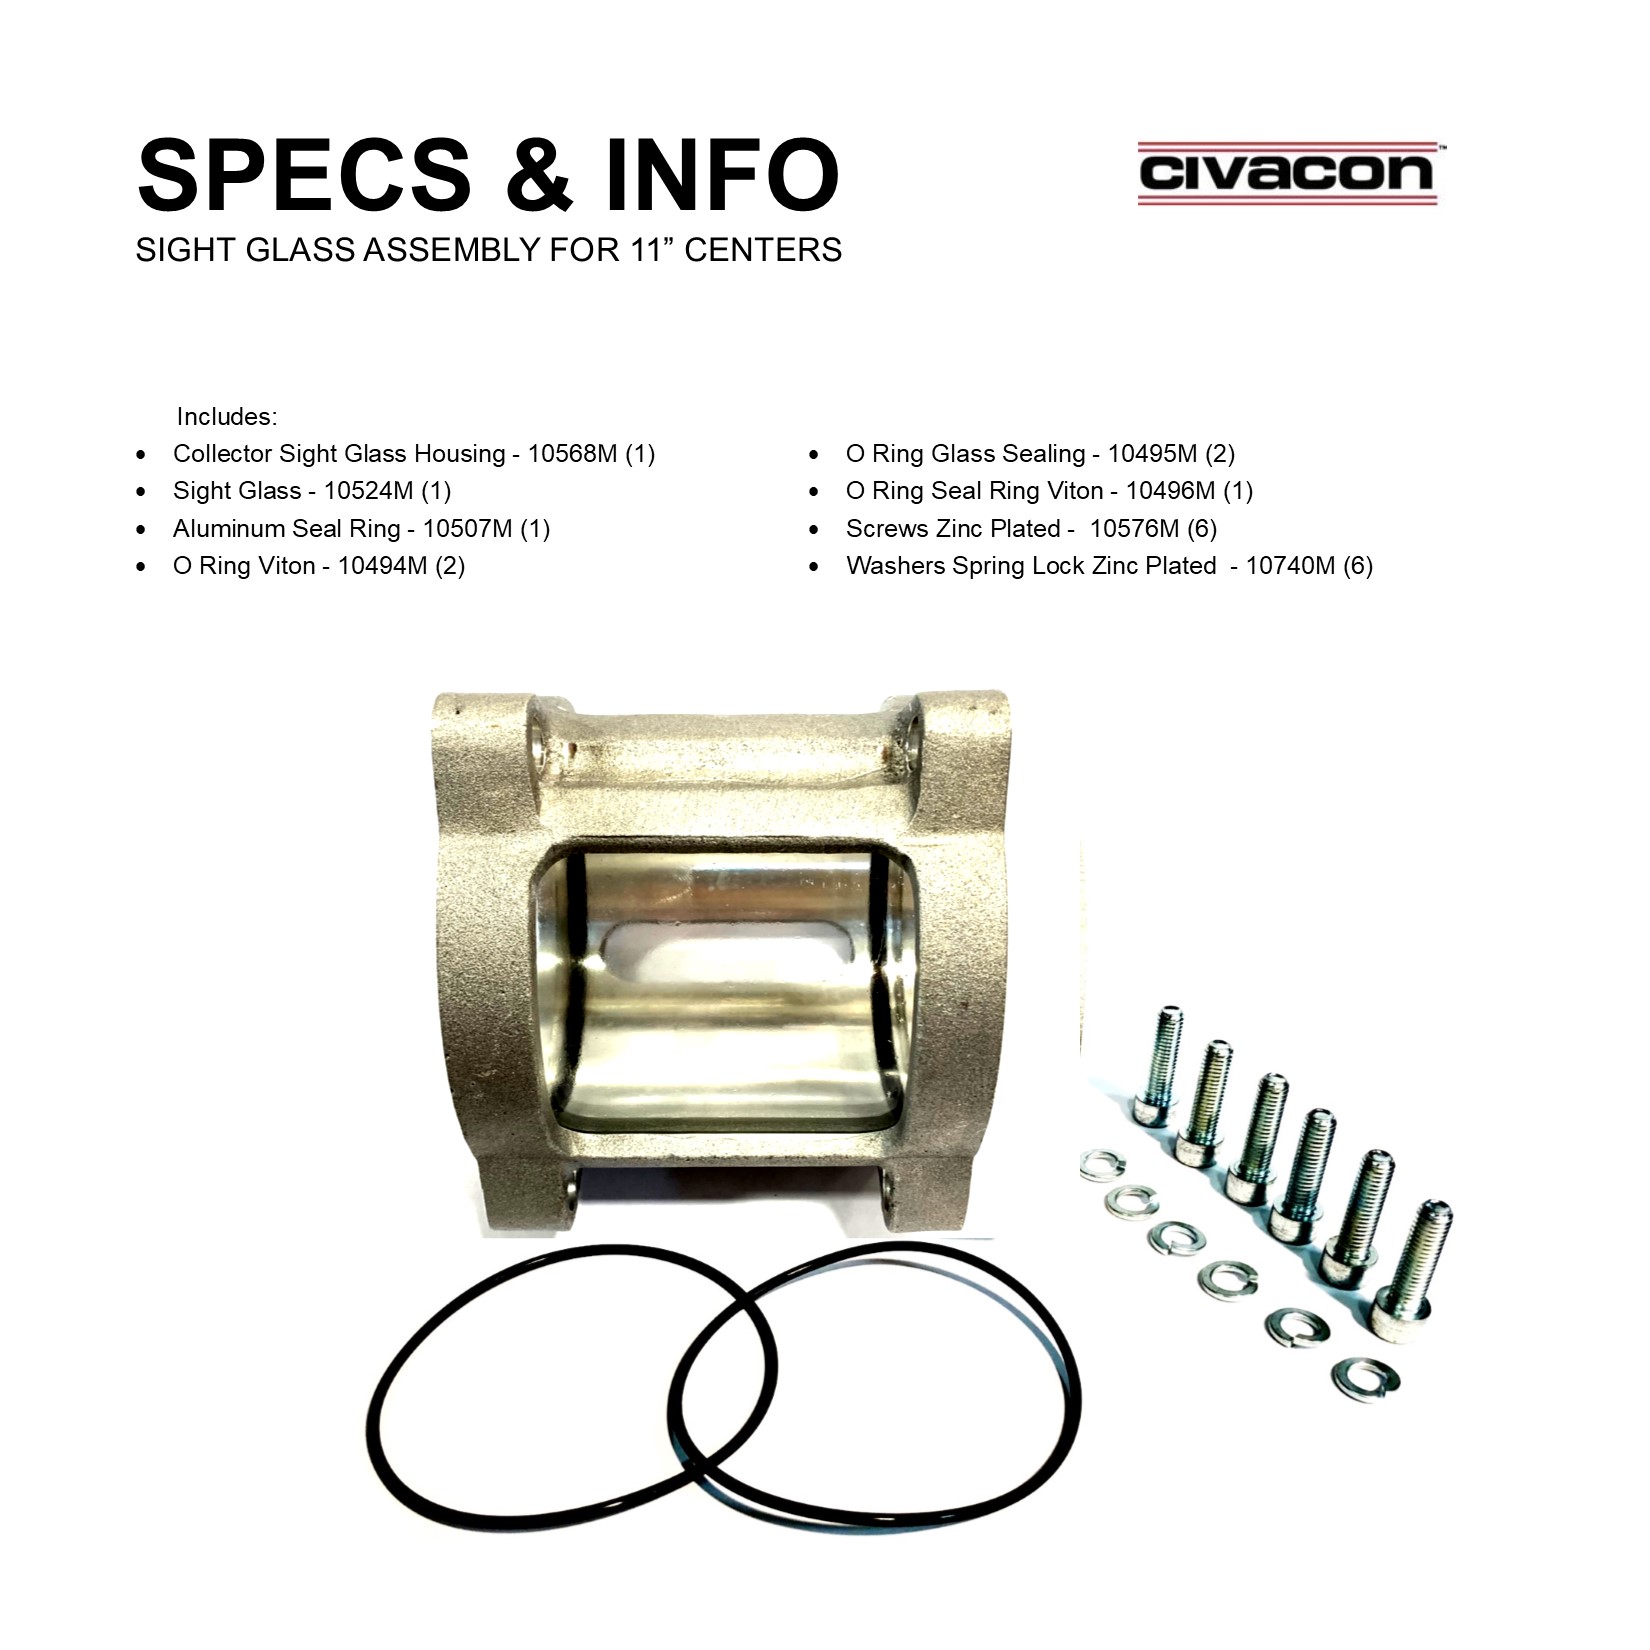 SPECS & INFO
civacon™
SIGHT GLASS ASSEMBLY FOR 11” CENTERS
Includes:
• Collector Sight Glass Housing - 10568M (1)
• Sight Glass - 10524M (1)
• Aluminum Seal Ring - 10507M (1)
• O Ring Viton - 10494M (2)
• O Ring Glass Sealing - 10495M (2)
• O Ring Seal Ring Viton - 10496M (1)
• Screws Zinc Plated - 10576M (6)
• Washers Spring Lock Zinc Plated - 10740M (6)